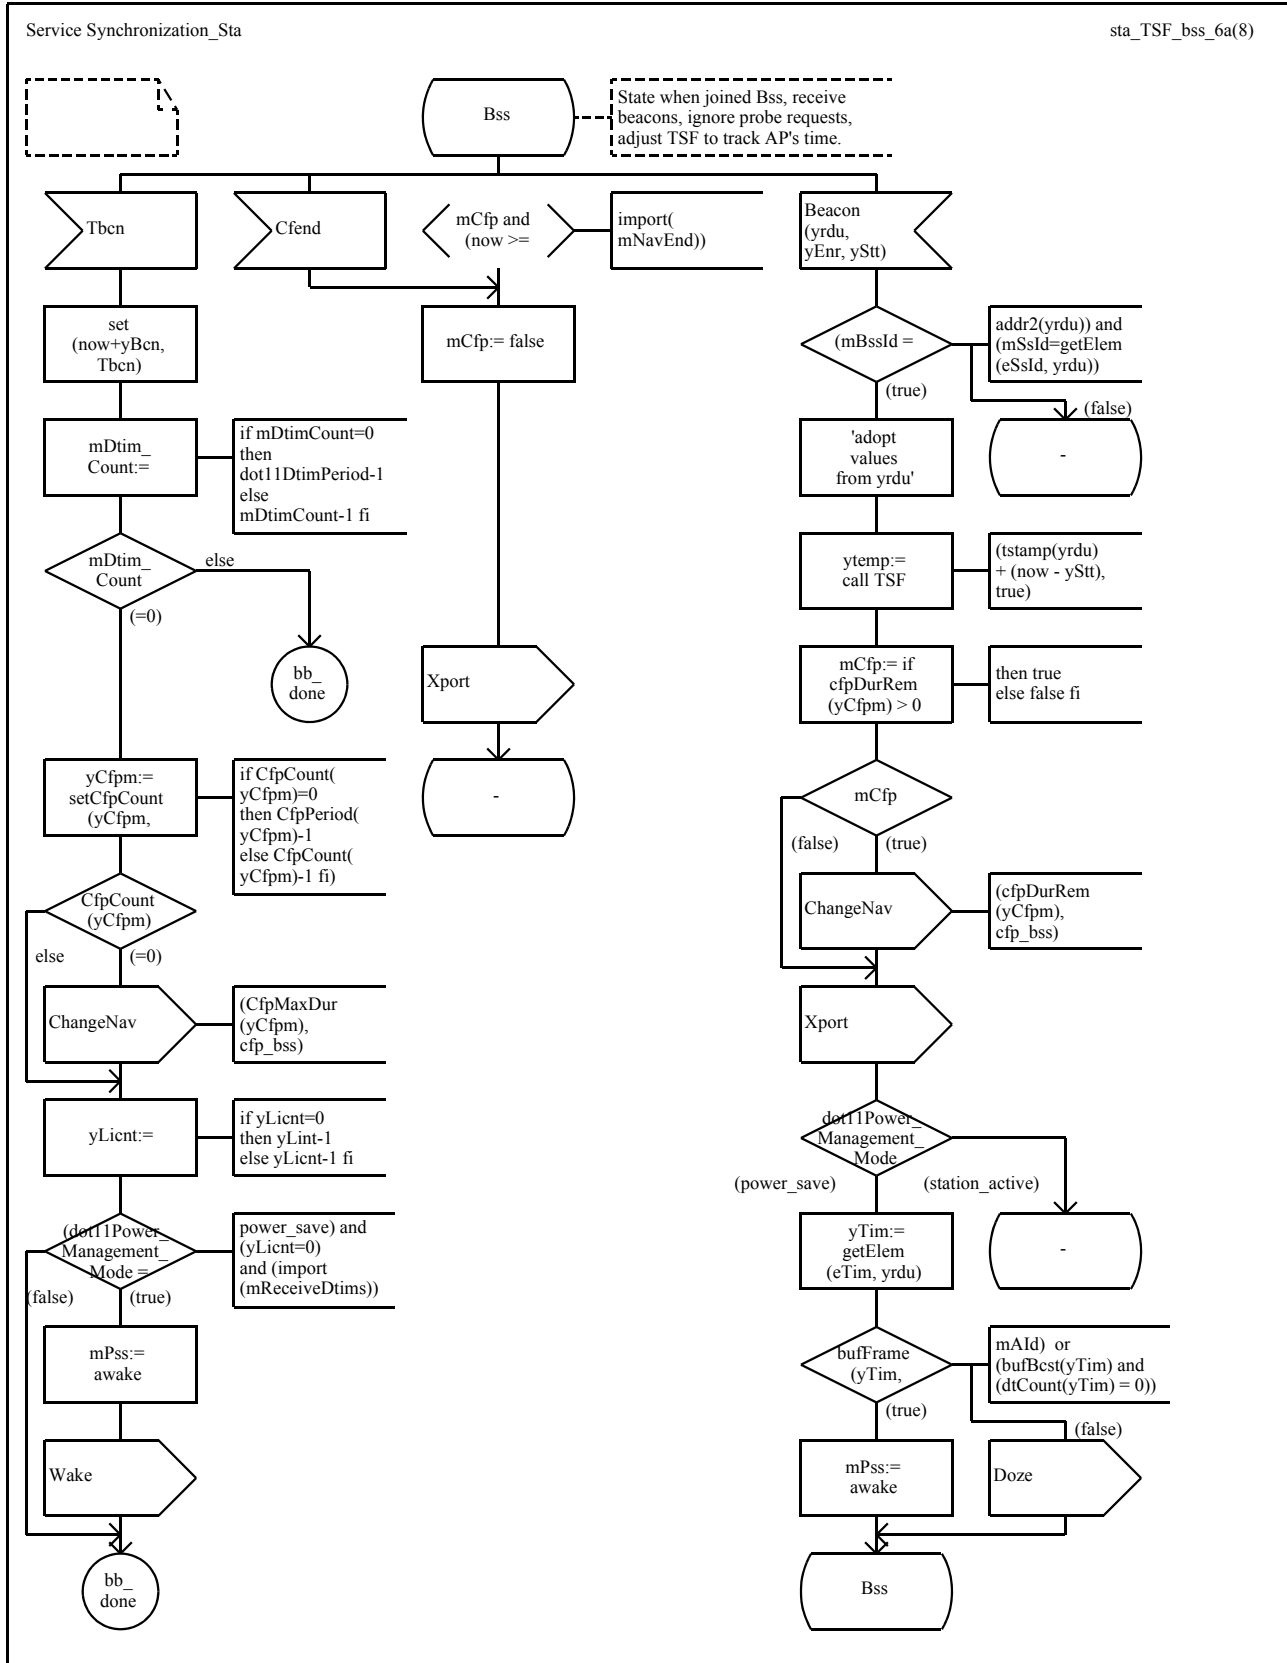 Service Synchronization_Sta
sta_TSF_bss_6a(8)
Bss
State when joined Bss, receive
beacons, ignore probe requests,
adjust TSF to track AP's time.
Tbcn
set
(now+yBcn,
Tbcn)
mDtim_
Count:=
if mDtimCount=0
then
dot11DtimPeriod-1
else
mDtimCount-1 fi
mDtim_
Count
else
(=0)
bb_
done
yCfpm:=
setCfpCount
(yCfpm,
if CfpCount(
yCfpm)=0
then CfpPeriod(
yCfpm)-1
else CfpCount(
yCfpm)-1 fi)
CfpCount
(yCfpm)
else
(=0)
ChangeNav
(CfpMaxDur
(yCfpm),
cfp_bss)
yLicnt:=
if yLicnt=0
then yLint-1
else yLicnt-1 fi
(dot11Power_
Management_
Mode =
power_save) and
(yLicnt=0)
and (import
(mReceiveDtims))
(false)
(true)
mPss:=
awake
Wake
bb_
done
Cfend
mCfp and
(now >=
import(
mNavEnd))
mCfp:= false
Xport
-
Beacon
(yrdu,
yEnr, yStt)
(mBssId =
addr2(yrdu)) and
(mSsId=getElem
(eSsId, yrdu))
(true)
(false)
-
'adopt
values
from yrdu'
ytemp:=
call TSF
(tstamp(yrdu)
+ (now - yStt),
true)
mCfp:= if
cfpDurRem
(yCfpm) > 0
then true
else false fi
mCfp
(false)
(true)
ChangeNav
(cfpDurRem
(yCfpm),
cfp_bss)
Xport
dot11Power_
Management_
Mode
(power_save)
(station_active)
-
yTim:=
getElem
(eTim, yrdu)
bufFrame
(yTim,
mAId)  or
(bufBcst(yTim) and
(dtCount(yTim) = 0))
(true)
(false)
mPss:=
awake
Doze
Bss